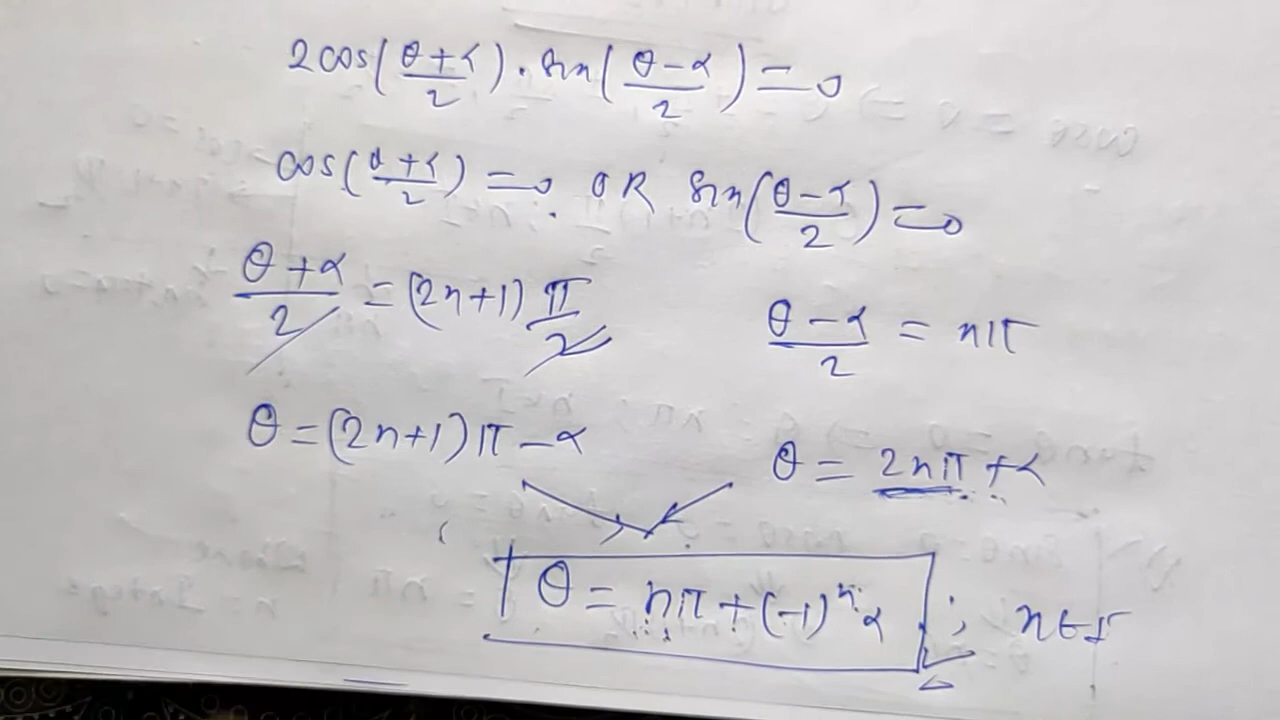 2cos(θ+α/2) . sin(θ-α/2) = 0
cos(θ+α/2) = 0 OR sin(θ-α/2) = 0
θ+α/2 = (2n+1) π/2
θ-α/2 = nπ
θ = (2n+1)π - α
θ = 2nπ + α
θ = nπ + (-1)ⁿ α ; n ∈ I